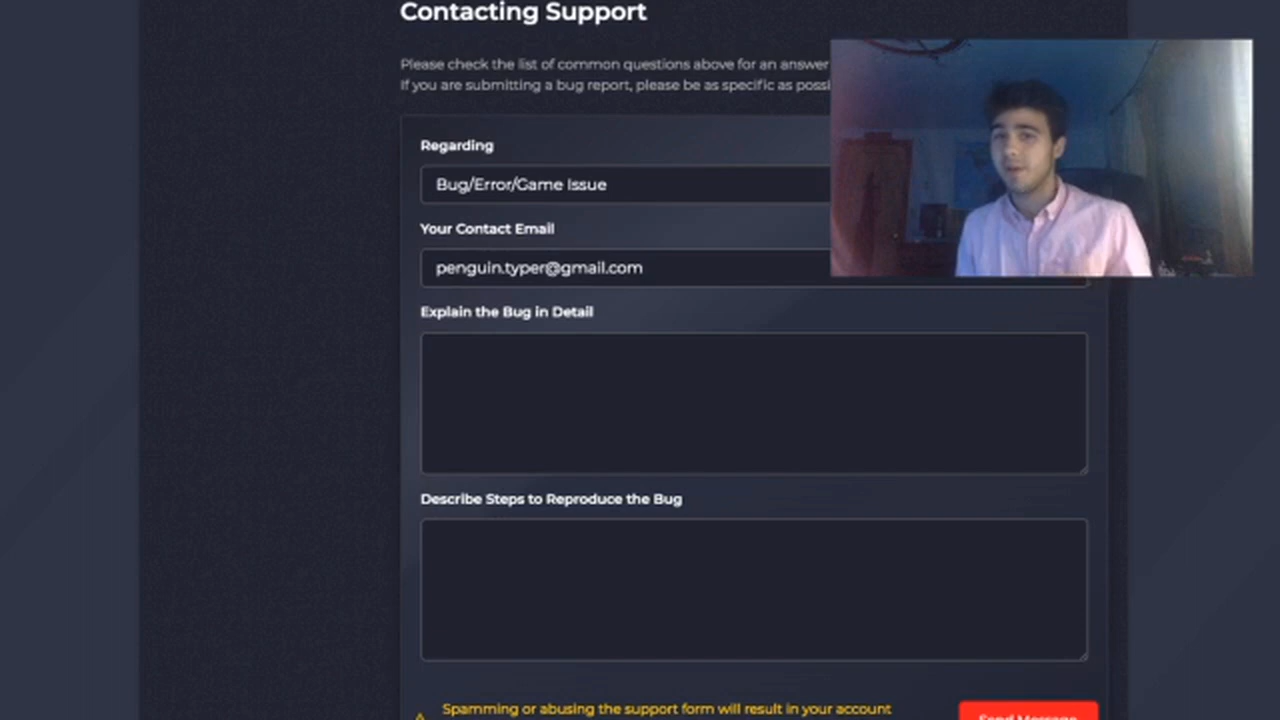 Contacting Support
Please check the list of common questions above for an answer
If you are submitting a bug report, please be as specific as
Regarding
Bug/Error/Game Issue
Your Contact Email
penguin.typer@gmail.com
Explain the Bug in Detail
Describe Steps to Reproduce the Bug
Spamming or abusing the support form will result in your account
Send Message